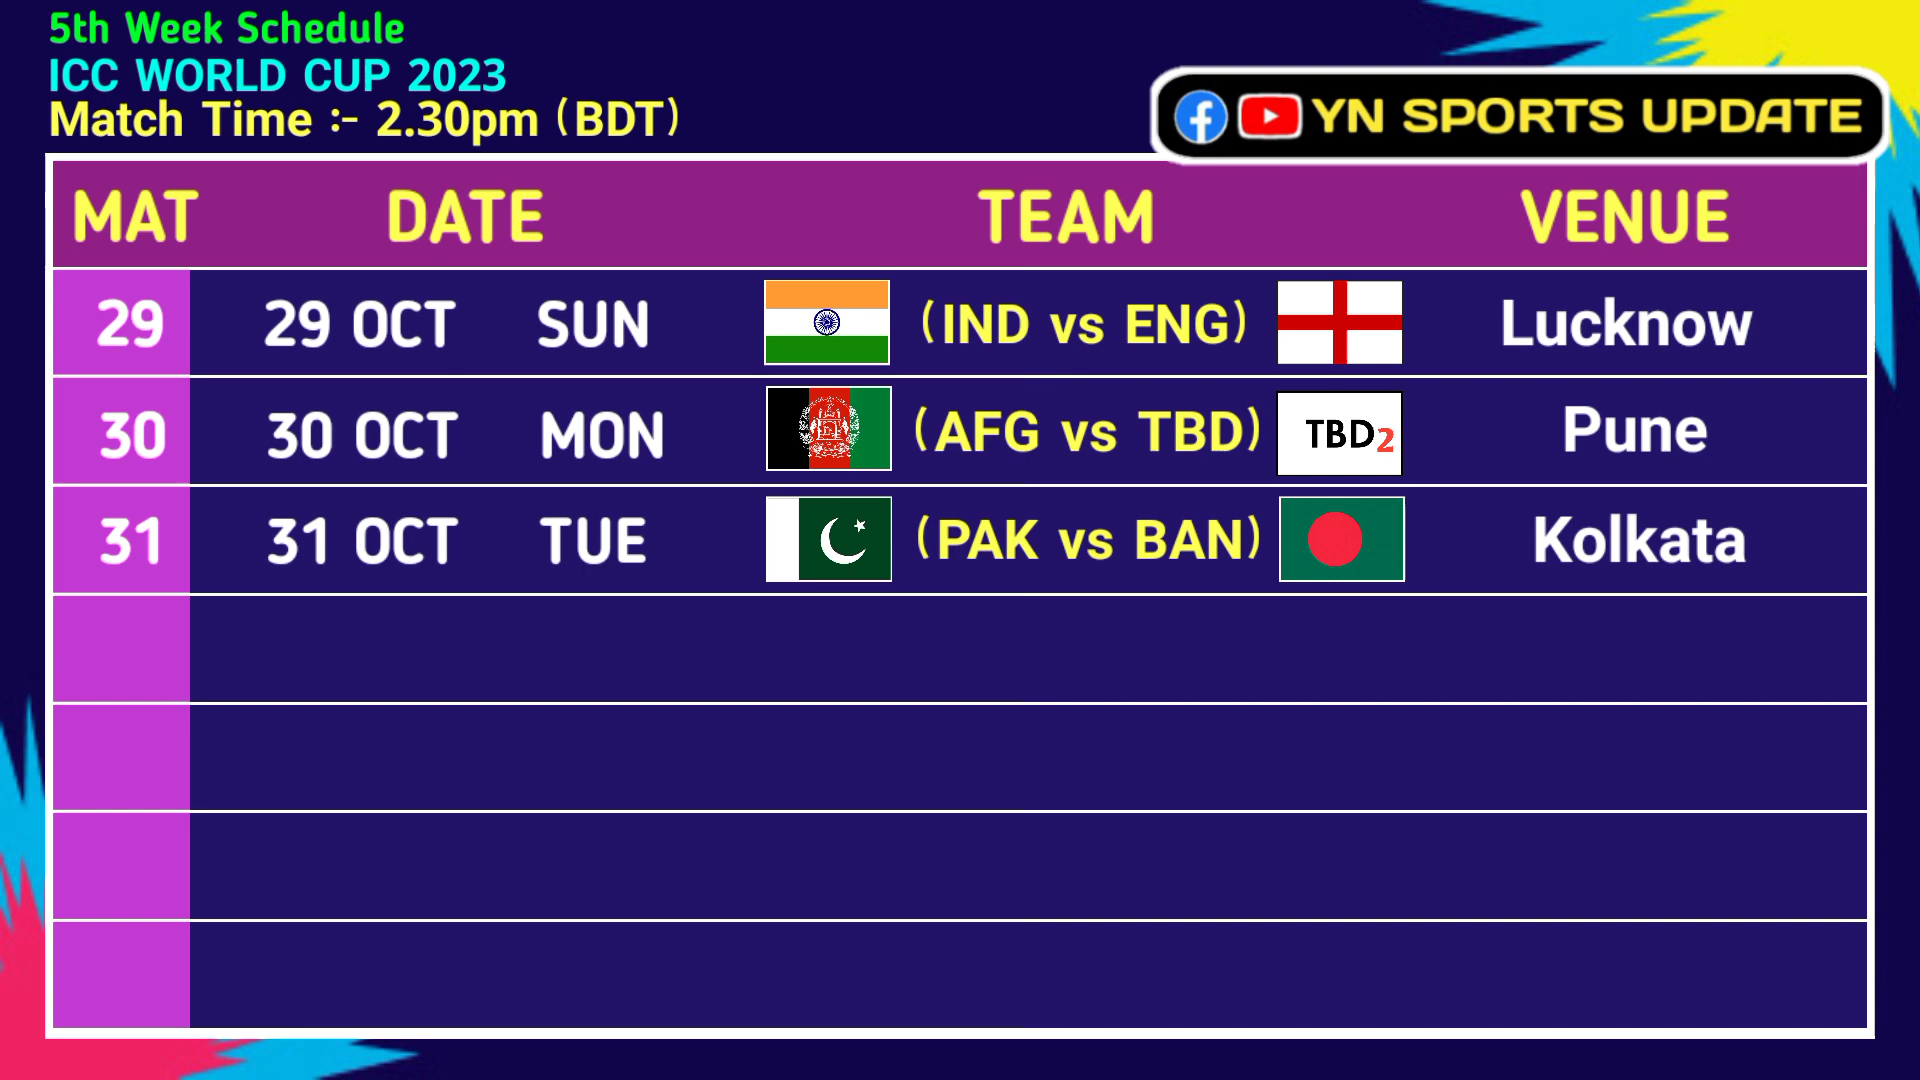 5th Week Schedule
ICC WORLD CUP 2023
Match Time :- 2.30pm (BDT)
YN SPORTS UPDATE
MAT DATE TEAM VENUE
29 29 OCT SUN (IND vs ENG) Lucknow
30 30 OCT MON (AFG vs TBD) TBD2 Pune
31 31 OCT TUE (PAK vs BAN) Kolkata